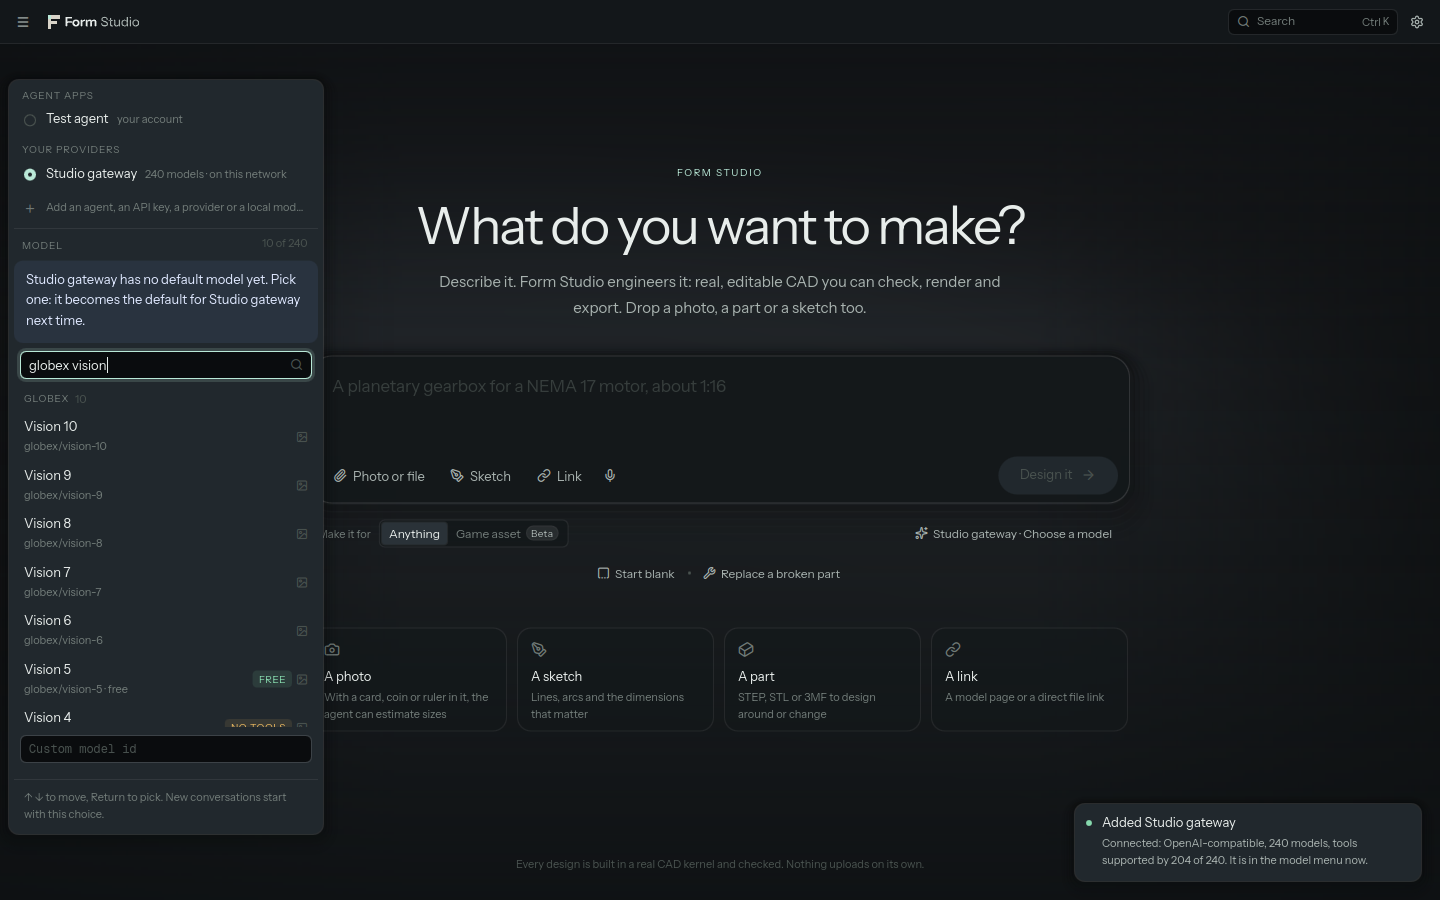 Form Studio
Search
Ctrl K
AGENT APPS
Test agent your account
YOUR PROVIDERS
Studio gateway 240 models · on this network
Add an agent, an API key, a provider or a local mod...
MODEL 10 of 240
Studio gateway has no default model yet. Pick
one: it becomes the default for Studio gateway
next time.
globex vision
GLOBEX 10
Vision 10
globex/vision-10
Vision 9
globex/vision-9
Vision 8
globex/vision-8
Vision 7
globex/vision-7
Vision 6
globex/vision-6
Vision 5
globex/vision-5 · free
FREE
Vision 4
NO TOOLS
Custom model id
↑ ↓ to move, Return to pick. New conversations start
with this choice.
FORM STUDIO
What do you want to make?
Describe it. Form Studio engineers it: real, editable CAD you can check, render and
export. Drop a photo, a part or a sketch too.
A planetary gearbox for a NEMA 17 motor, about 1:16
Photo or file
Sketch
Link
Design it
Make it for
Anything
Game asset Beta
Studio gateway · Choose a model
Start blank • Replace a broken part
A photo
With a card, coin or ruler in it, the
agent can estimate sizes
A sketch
Lines, arcs and the dimensions
that matter
A part
STEP, STL or 3MF to design
around or change
A link
A model page or a direct file link
Added Studio gateway
Connected: OpenAI-compatible, 240 models, tools
supported by 204 of 240. It is in the model menu now.
Every design is built in a real CAD kernel and checked. Nothing uploads on its own.